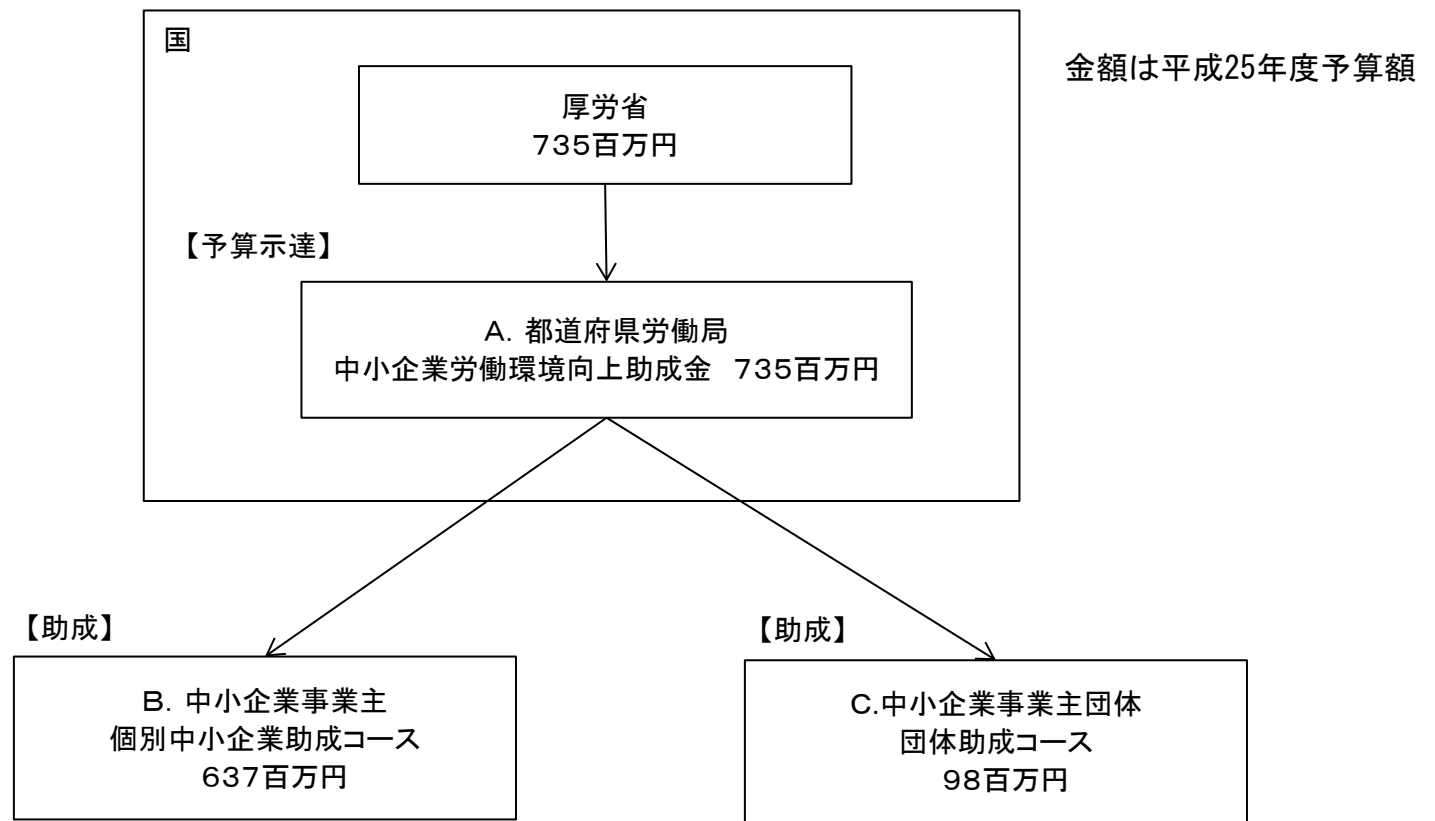 国
金額は平成25年度予算額
厚労省
735百万円
【予算示達】
A. 都道府県労働局
中小企業労働環境向上助成金　735百万円
【助成】
B. 中小企業事業主
個別中小企業助成コース
637百万円
【助成】
C.中小企業事業主団体
団体助成コース
98百万円